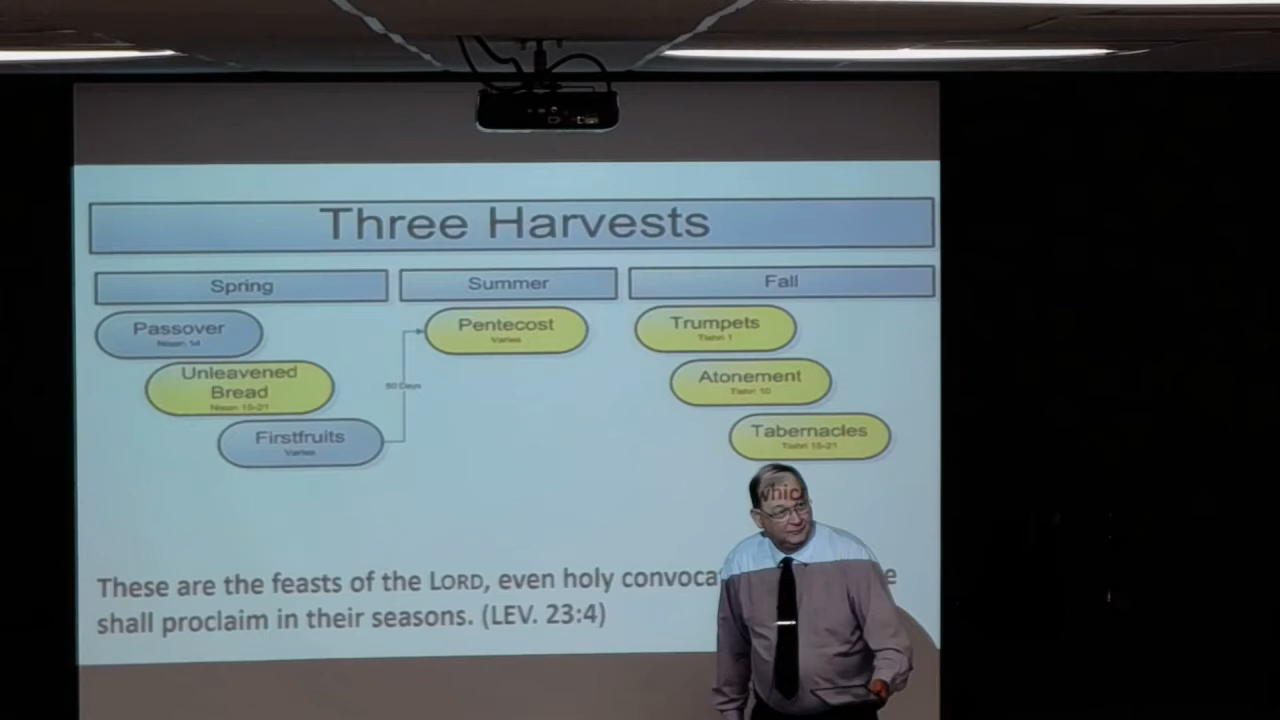 Three Harvests
Spring
Summer
Fall
Passover
Nisan 14
Unleavened
Bread
Nisan 15-21
Firstfruits
Varies
50 Days
Pentecost
Varies
Trumpets
Tishri 1
Atonement
Tishri 10
Tabernacles
Tishri 15-21
These are the feasts of the LORD, even holy convoca
whic
e
shall proclaim in their seasons. (LEV. 23:4)